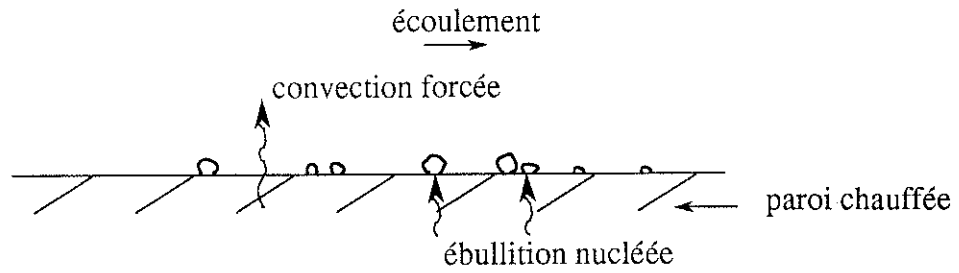 écoulement
convection forcée
paroi chauffée
ébullition nucléée